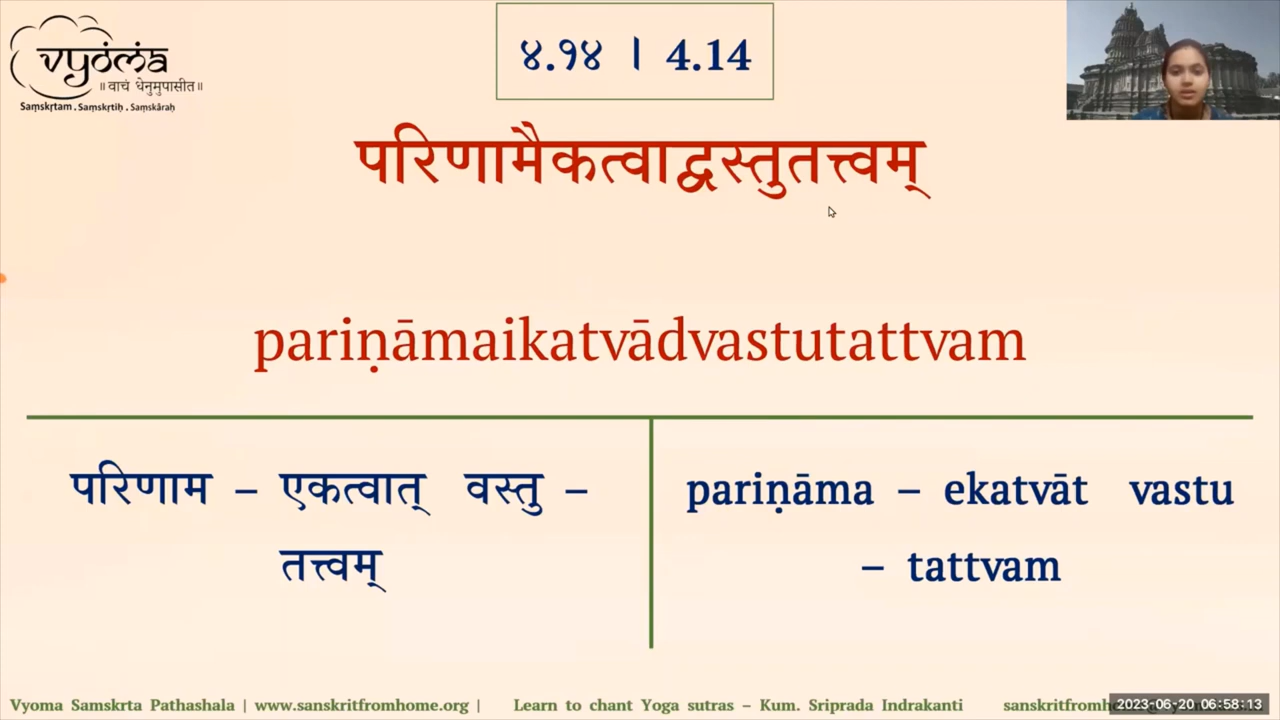 vyoma
॥ वाचं धेनुमुपासीत॥
Saṃskṛtam . Saṃskṛtiḥ . Saṃskāraḥ
४.१४ । 4.14
परिणामैकत्वाद्वस्तुतत्त्वम्
pariṇāmaikatvādvastutattvam
परिणाम – एकत्वात् वस्तु –
तत्त्वम्
pariṇāma – ekatvāt vastu
– tattvam
Vyoma Samskrta Pathashala | www.sanskritfromhome.org | Learn to chant Yoga sutras – Kum. Sriprada Indrakanti
2023-06-20 06:58:13